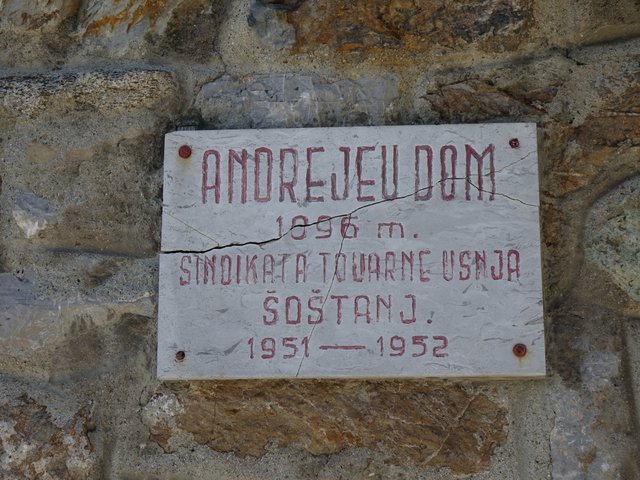 ANDREJEV DOM
1096 m.
SINDIKATA TOVARNE USNJA
ŠOŠTANJ.
1951 — 1952